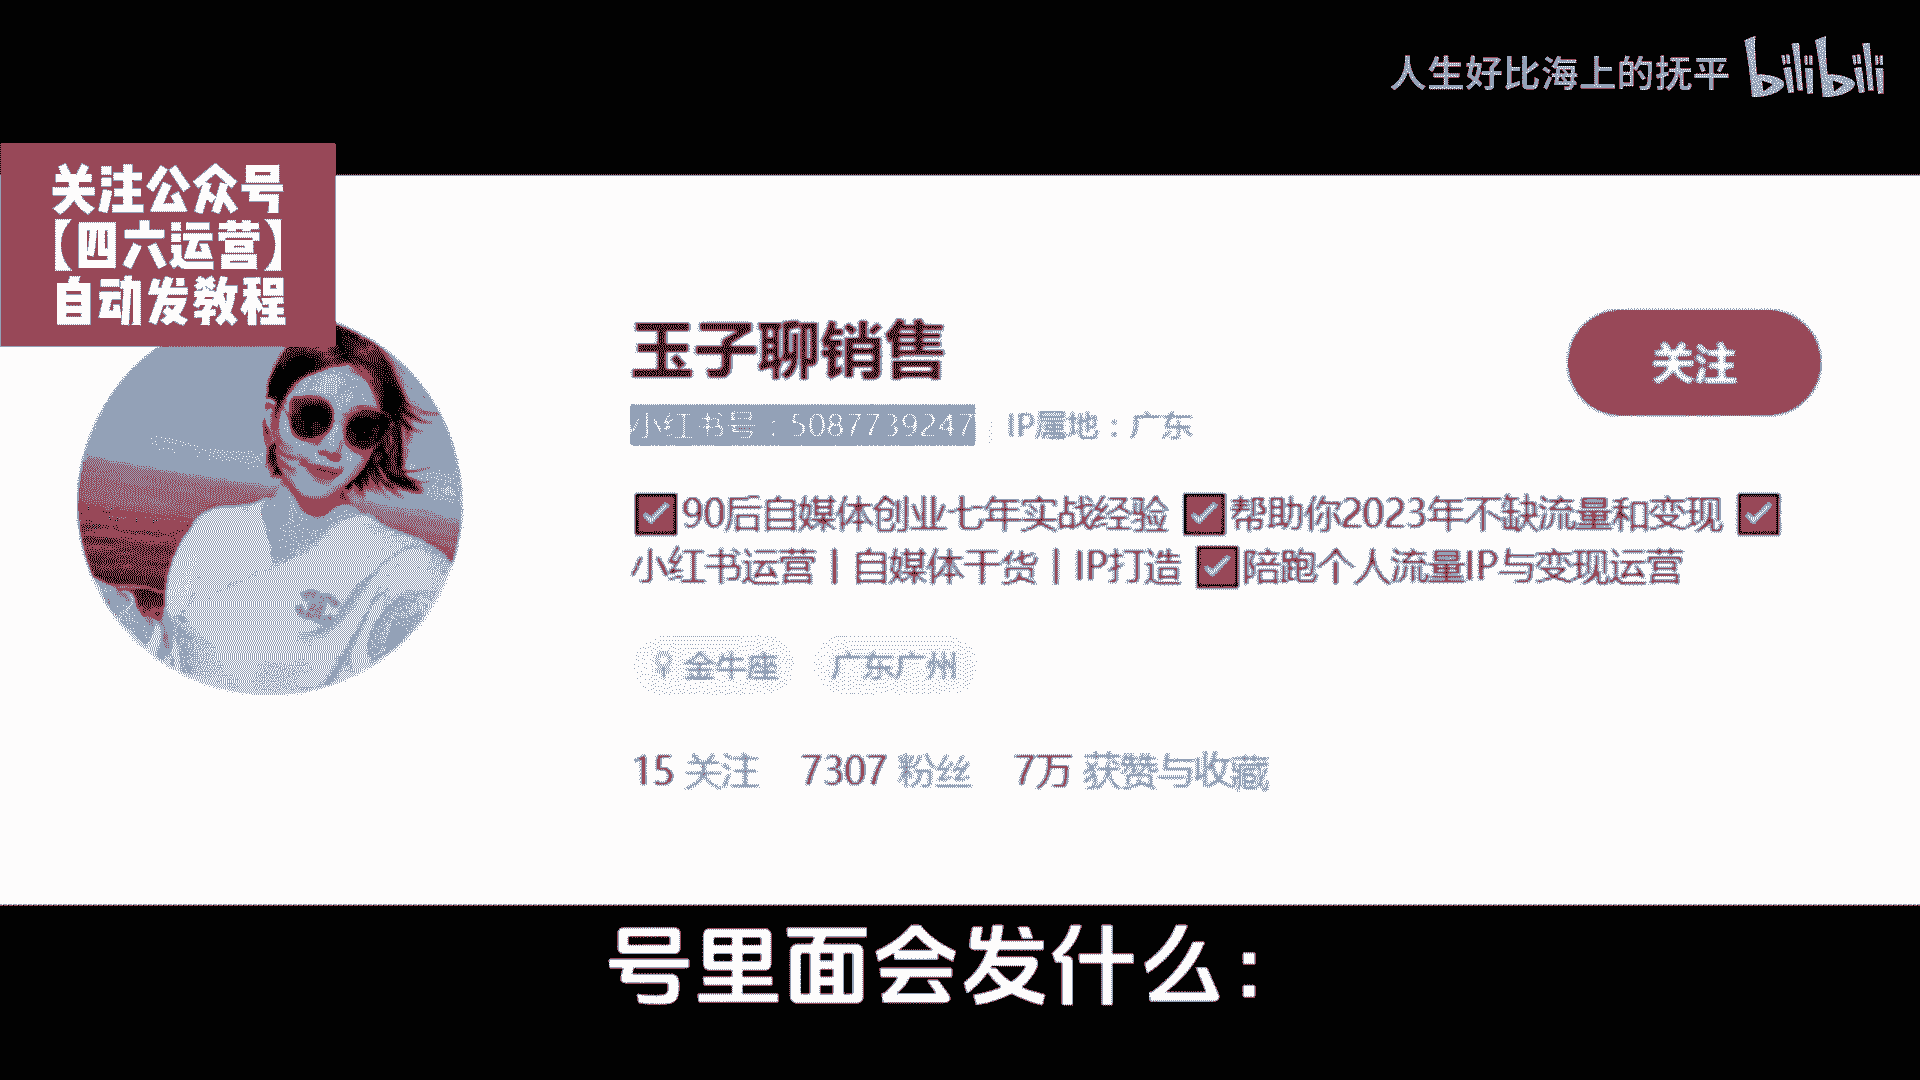 人生好比海上的抚平 bilibili
关注公众号
【四六运营】
自动发教程
玉子聊销售
关注
小红书号：5087739247 IP属地：广东
✅90后自媒体创业七年实战经验 ✅帮助你2023年不缺流量和变现 ✅
小红书运营丨自媒体干货丨IP打造 ✅陪跑个人流量IP与变现运营
♀ 金牛座 广东广州
15 关注 7307 粉丝 7万 获赞与收藏
号里面会发什么：